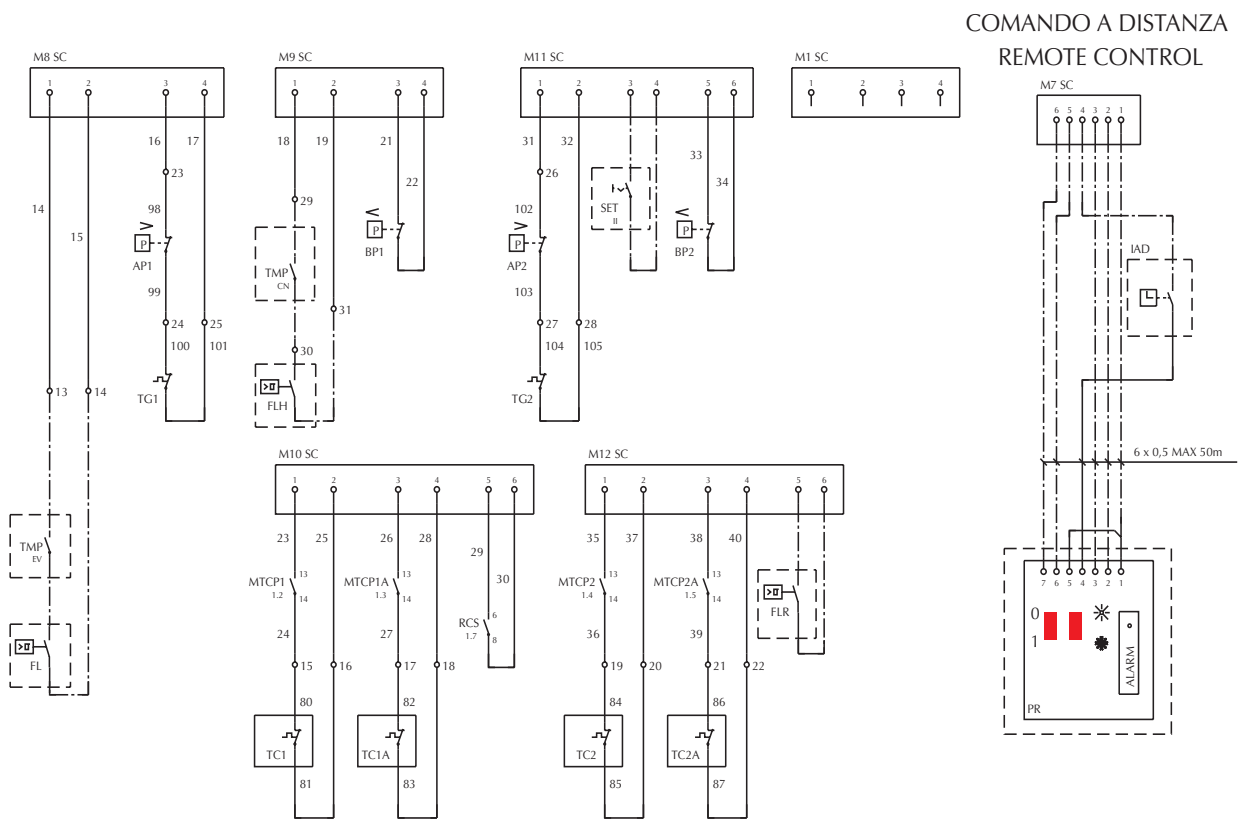 COMANDO A DISTANZA
REMOTE CONTROL
M8 SC
1 2 3 4
16 17
23
14
15
98
P
AP1
99
24 25
100 101
TG1
13 14
TMP
EV
FL
M9 SC
1 2 3 4
18 19 21
22
29
P
BP1
TMP
CN
31
30
FLH
M11 SC
1 2 3 4 5 6
31 32
33
34
26
102
P
AP2
103
27 28
104 105
TG2
SET
II
P
BP2
M1 SC
1 2 3 4
M7 SC
6 5 4 3 2 1
IAD
6 x 0,5 MAX 50m
7 6 5 4 3 2 1
0
1
ALARM
PR
M10 SC
1 2 3 4 5 6
23 25 26 28
29
30
MTCP1
1.2
13
14
MTCP1A
1.3
13
14
RCS
1.7
6
8
24 27
15 16 17 18
80 82
TC1 TC1A
81 83
M12 SC
1 2 3 4 5 6
35 37 38 40
MTCP2
1.4
13
14
MTCP2A
1.5
13
14
FLR
36 39
19 20 21 22
84 86
TC2 TC2A
85 87